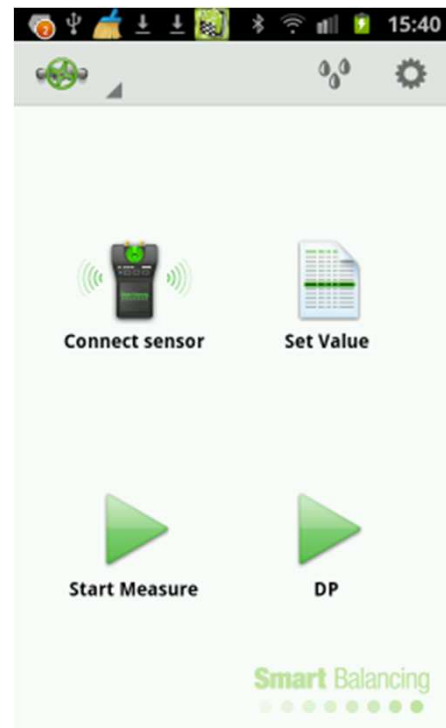 15:40
Connect sensor
Set Value
Start Measure
DP
Smart Balancing